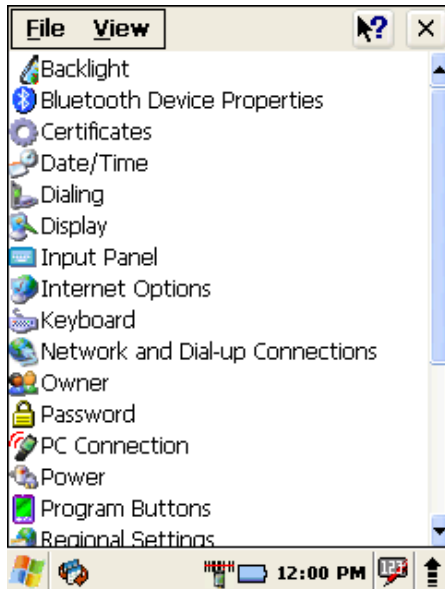 File View ?
Backlight
Bluetooth Device Properties
Certificates
Date/Time
Dialing
Display
Input Panel
Internet Options
Keyboard
Network and Dial-up Connections
Owner
Password
PC Connection
Power
Program Buttons
Regional Settings
12:00 PM 123